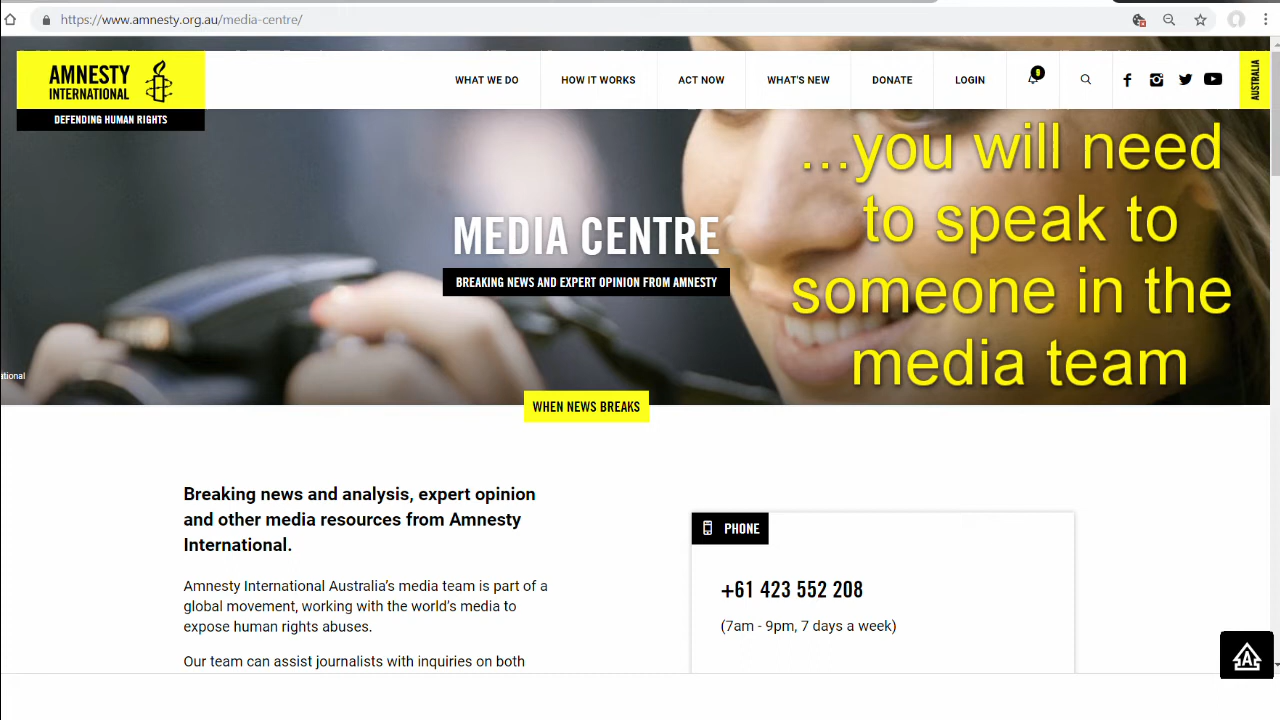 https://www.amnesty.org.au/media-centre/
AMNESTY
INTERNATIONAL
DEFENDING HUMAN RIGHTS
WHAT WE DO
HOW IT WORKS
ACT NOW
WHAT'S NEW
DONATE
LOGIN
AUSTRALIA
...you will need
to speak to
someone in the
media team
MEDIA CENTRE
BREAKING NEWS AND EXPERT OPINION FROM AMNESTY
ational
WHEN NEWS BREAKS
Breaking news and analysis, expert opinion
and other media resources from Amnesty
International.
Amnesty International Australia's media team is part of a
global movement, working with the world's media to
expose human rights abuses.
Our team can assist journalists with inquiries on both
PHONE
+61 423 552 208
(7am - 9pm, 7 days a week)